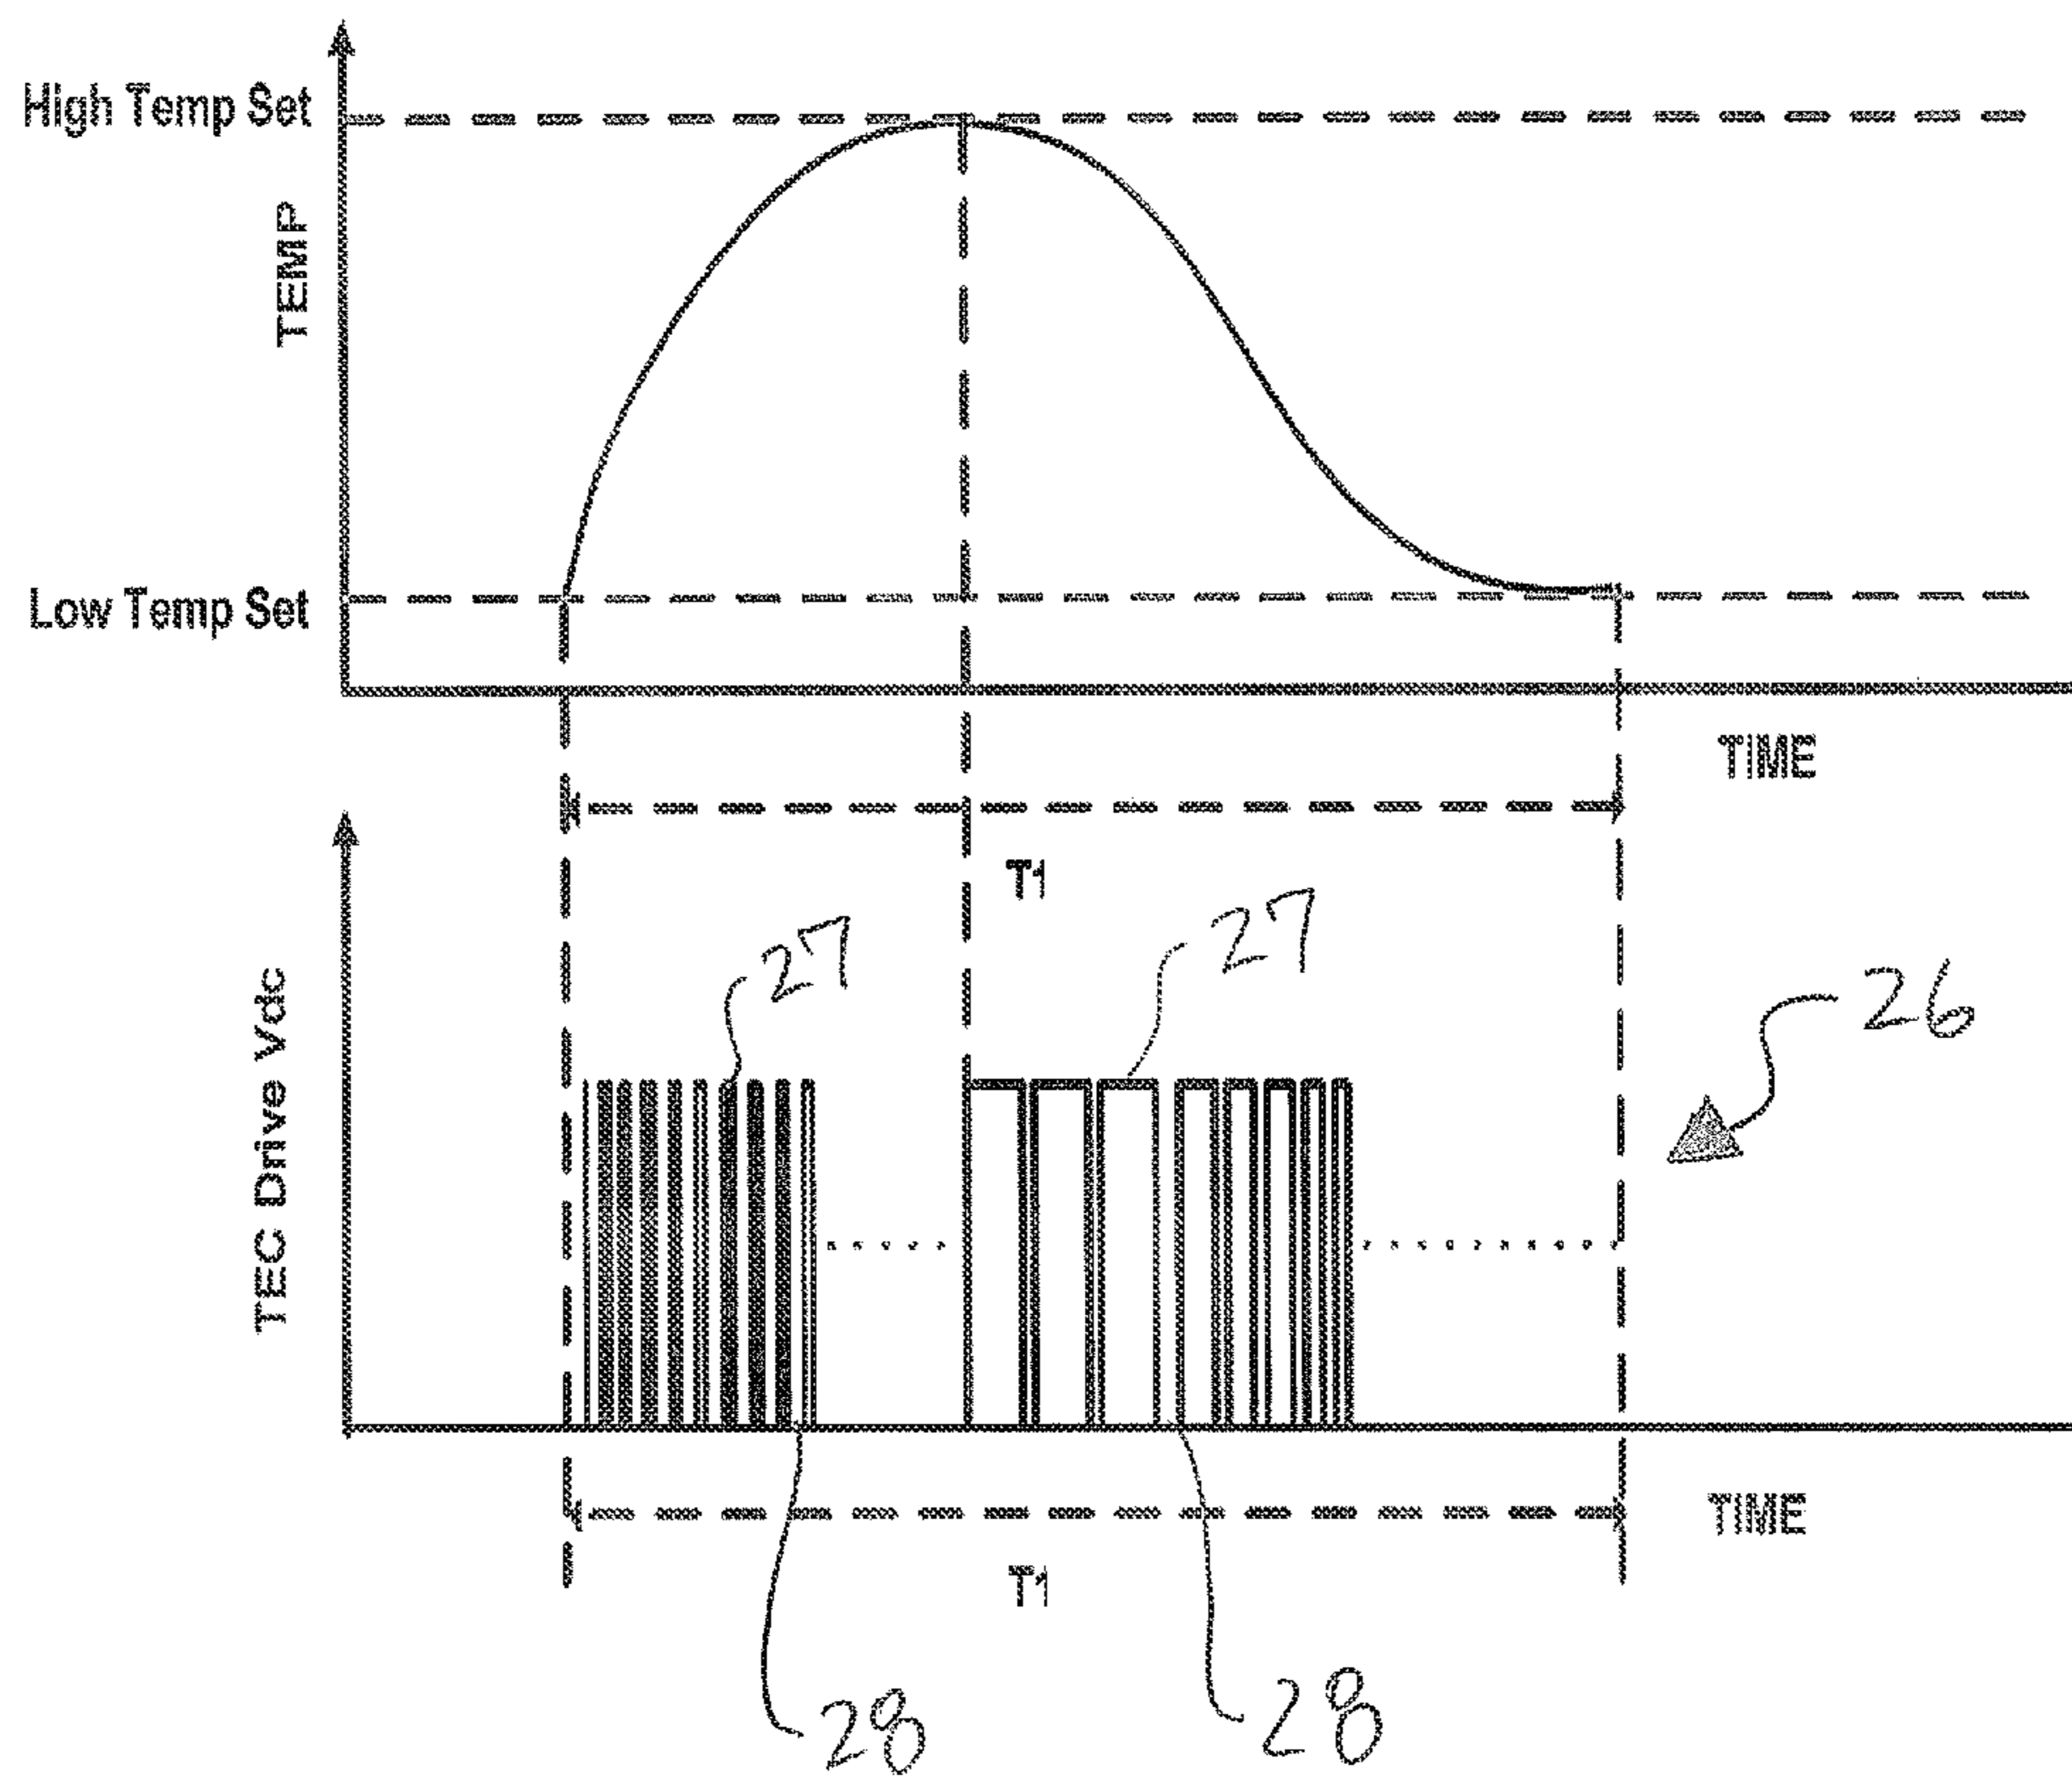 High Temp Set
TEMP
Low Temp Set
TIME
T1
27
27
26
TEC Drive Vdc
TIME
T1
28
28